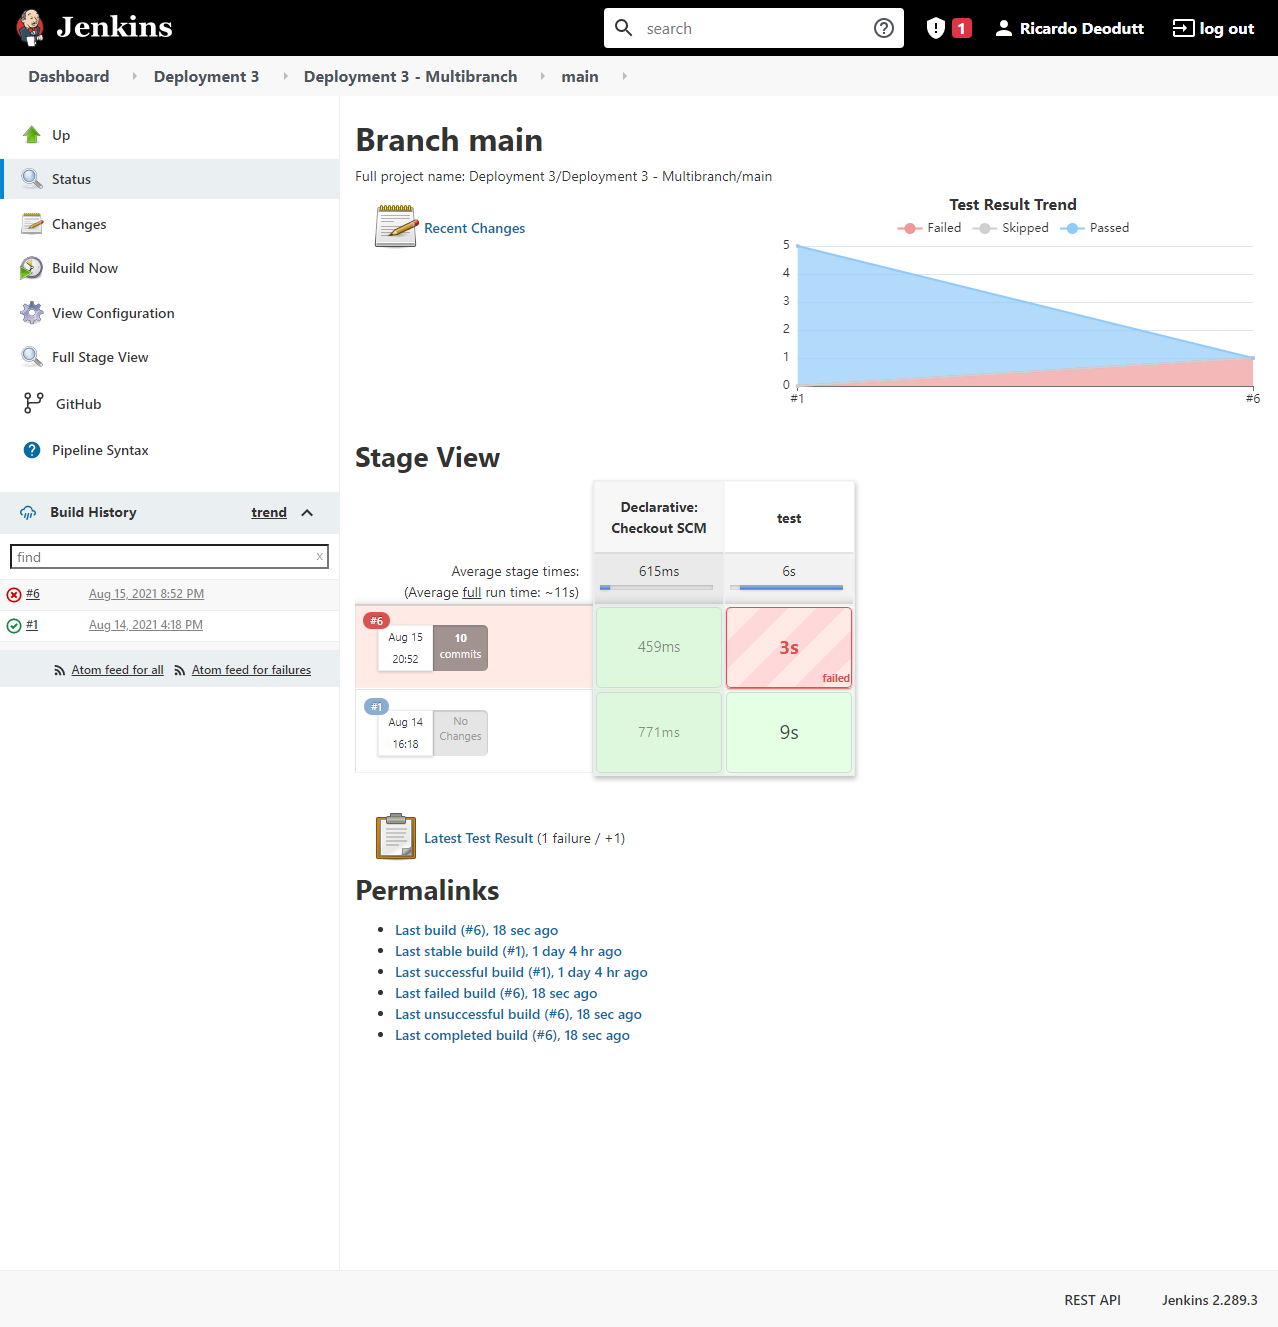 Jenkins
search
1
Ricardo Deodutt
log out
Dashboard
Deployment 3
Deployment 3 - Multibranch
main
Up
Status
Changes
Build Now
View Configuration
Full Stage View
GitHub
Pipeline Syntax
Build History
trend
find
x
#6 Aug 15, 2021 8:52 PM
#1 Aug 14, 2021 4:18 PM
Atom feed for all
Atom feed for failures
Branch main
Full project name: Deployment 3/Deployment 3 - Multibranch/main
Recent Changes
Test Result Trend
Failed Skipped Passed
5
4
3
2
1
0
#1 #6
Stage View
Declarative:
Checkout SCM
test
Average stage times:
(Average full run time: ~11s)
615ms
6s
#6
Aug 15
20:52
10
commits
459ms
3s
failed
#1
Aug 14
16:18
No
Changes
771ms
9s
Latest Test Result (1 failure / +1)
Permalinks
Last build (#6), 18 sec ago
Last stable build (#1), 1 day 4 hr ago
Last successful build (#1), 1 day 4 hr ago
Last failed build (#6), 18 sec ago
Last unsuccessful build (#6), 18 sec ago
Last completed build (#6), 18 sec ago
REST API
Jenkins 2.289.3